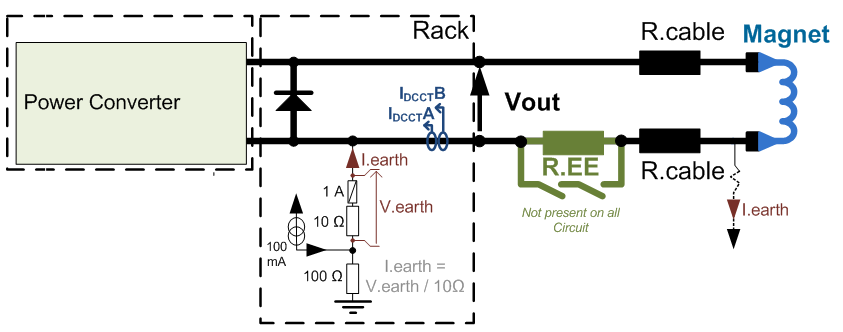 Rack
R.cable
Magnet
Power Converter
IDCCTB
IDCCTA
Vout
R.EE
R.cable
I.earth
1 A
V.earth
10 Ω
Not present on all
Circuit
I.earth
100
mA
100 Ω
I.earth =
V.earth / 10Ω